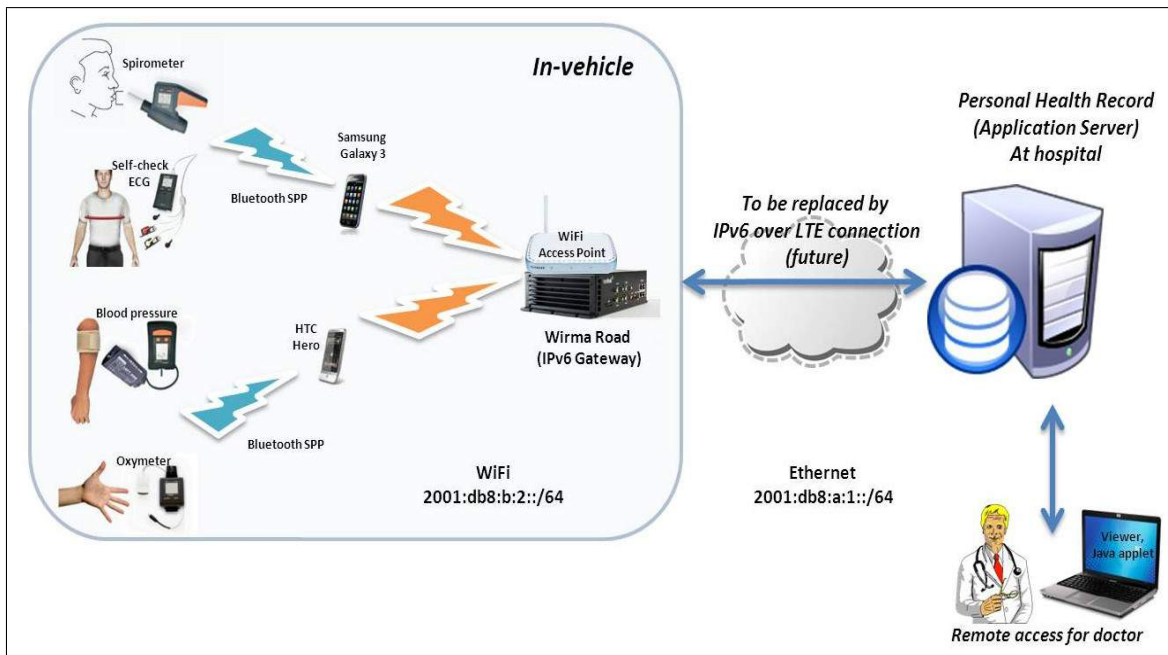 In-vehicle
Spirometer
Samsung
Galaxy 3
Self-check
ECG
Bluetooth SPP
WiFi
Access Point
Blood pressure
HTC
Hero
Wirma Road
(IPv6 Gateway)
Bluetooth SPP
Oxymeter
WiFi
2001:db8:b:2::/64
To be replaced by
IPv6 over LTE connection
(future)
Ethernet
2001:db8:a:1::/64
Personal Health Record
(Application Server)
At hospital
Viewer,
Java applet
Remote access for doctor